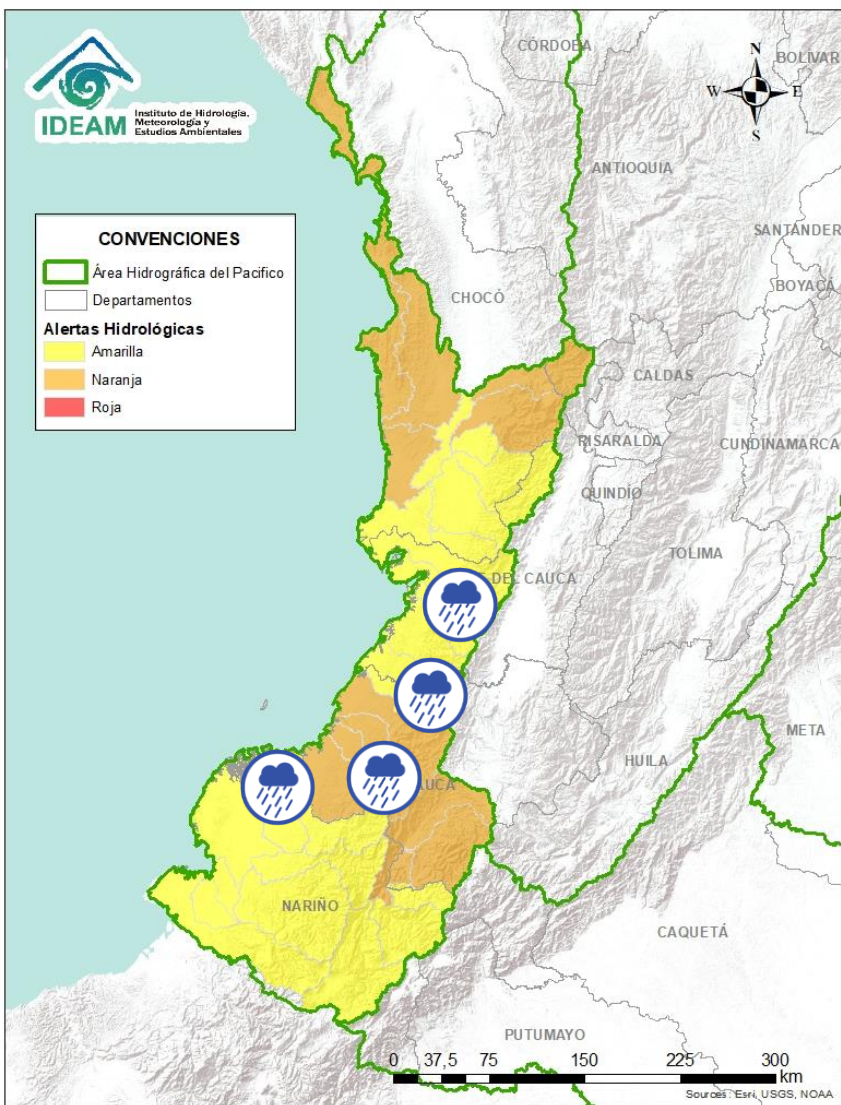 IDEAM
Instituto de Hidrología,
Meteorología y
Estudios Ambientales
CÓRDOBA
BOLIVAR
N
W E
S
ANTIOQUIA
SANTANDER
BOYACÁ
CONVENCIONES
Área Hidrográfica del Pacifico
Departamentos
Alertas Hidrológicas
Amarilla
Naranja
Roja
CHOCÓ
CALDAS
RISARALDA
CUNDINAMARCA
QUINDÍO
TOLIMA
DEL CAUCA
META
HUILA
AUCA
NARIÑO
CAQUETÁ
PUTUMAYO
0 37,5 75 150 225 300
km
Sources: Esri, USGS, NOAA